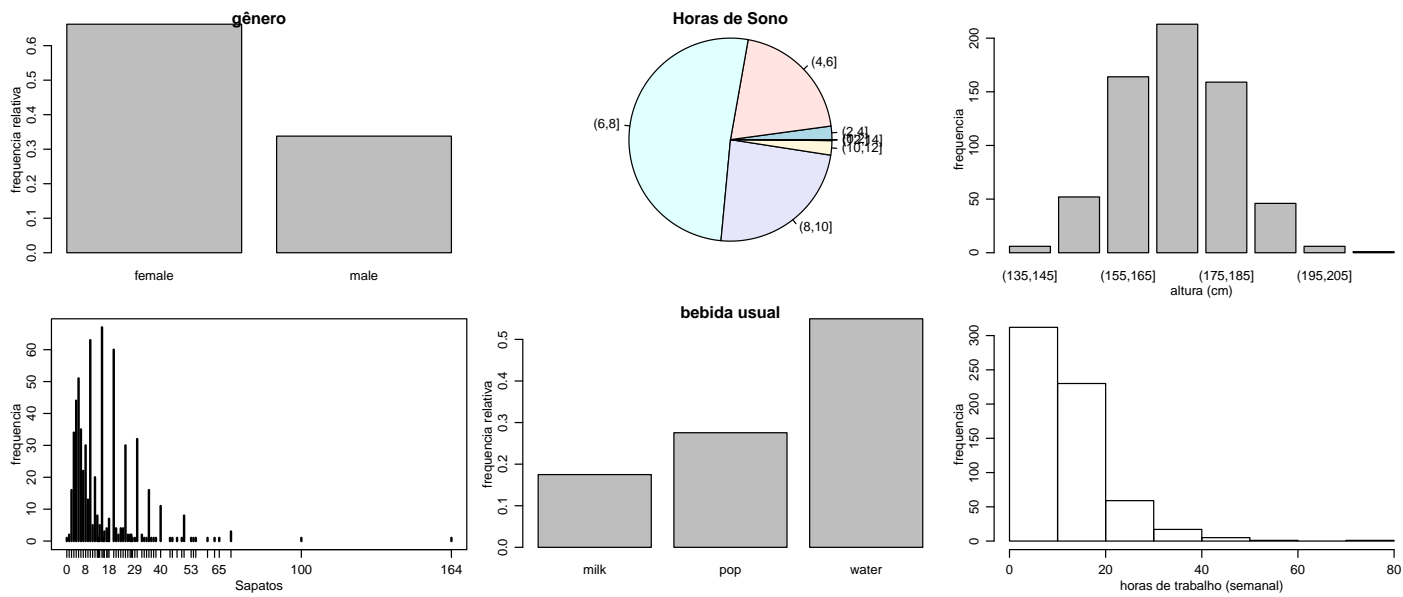 gênero
frequencia relativa
0.0 0.1 0.2 0.3 0.4 0.5 0.6
female male
Horas de Sono
(4,6]
(2,4]
(6,8]
(10,12]
(8,10]
frequencia
0 50 100 150 200
(135,145] (155,165] (175,185] (195,205]
altura (cm)
frequencia
0 10 20 30 40 50 60
0 8 18 29 40 53 65 100 164
Sapatos
bebida usual
frequencia relativa
0.0 0.1 0.2 0.3 0.4 0.5
milk pop water
frequencia
0 50 100 150 200 250 300
0 20 40 60 80
horas de trabalho (semanal)